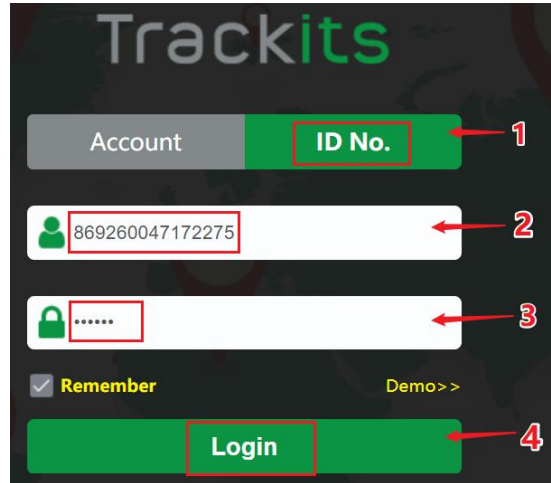 Trackits
Account ID No. 1
869260047172275 2
•••••• 3
Remember Demo>>
Login 4